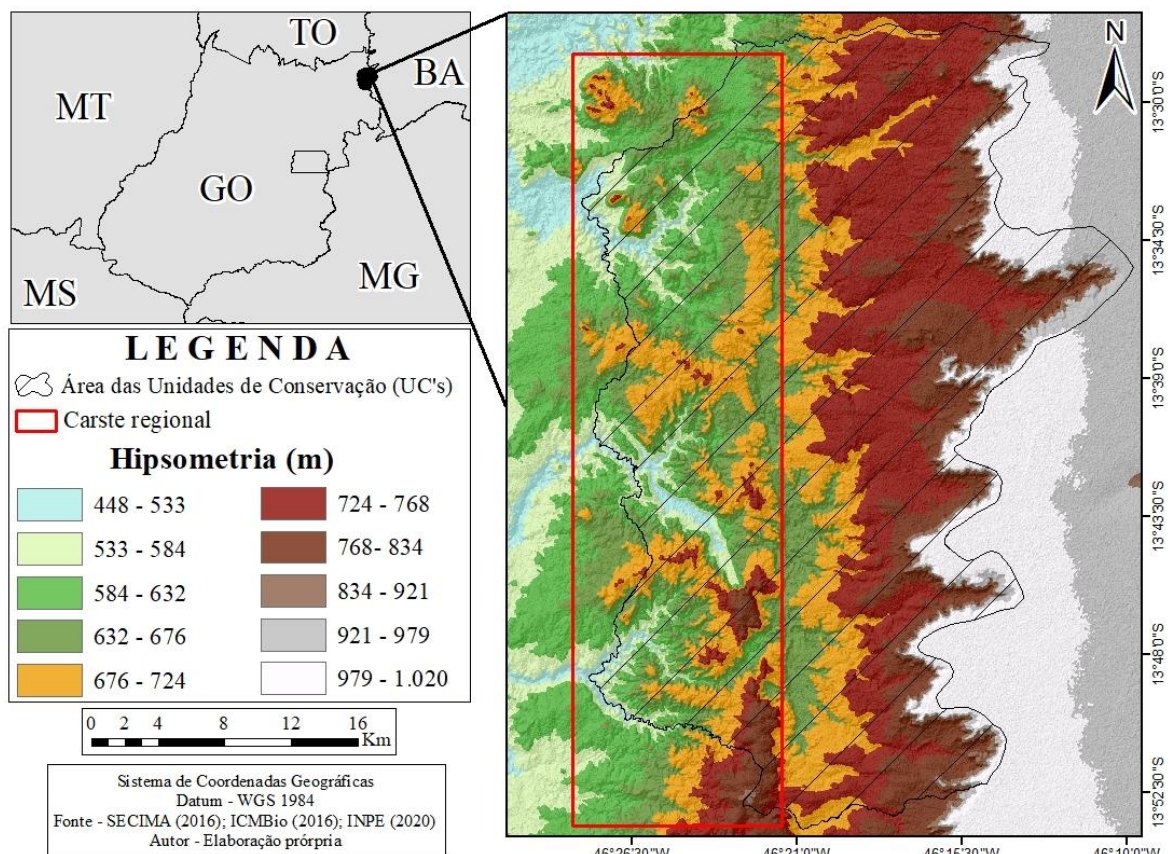 TO
BA
MT
GO
MG
MS
LEGENDA
Área das Unidades de Conservação (UC's)
Carste regional
Hipsometria (m)
448 - 533
533 - 584
584 - 632
632 - 676
676 - 724
724 - 768
768- 834
834 - 921
921 - 979
979 - 1.020
0 2 4 8 12 16
Km
Sistema de Coordenadas Geográficas
Datum - WGS 1984
Fonte - SECIMA (2016); ICMBio (2016); INPE (2020)
Autor - Elaboração prórpria
N
13°30'0"S
13°34'30"S
13°39'0"S
13°43'30"S
13°48'0"S
13°52'30"S
46°26'30"W 46°21'0"W 46°15'30"W 46°10'0"W